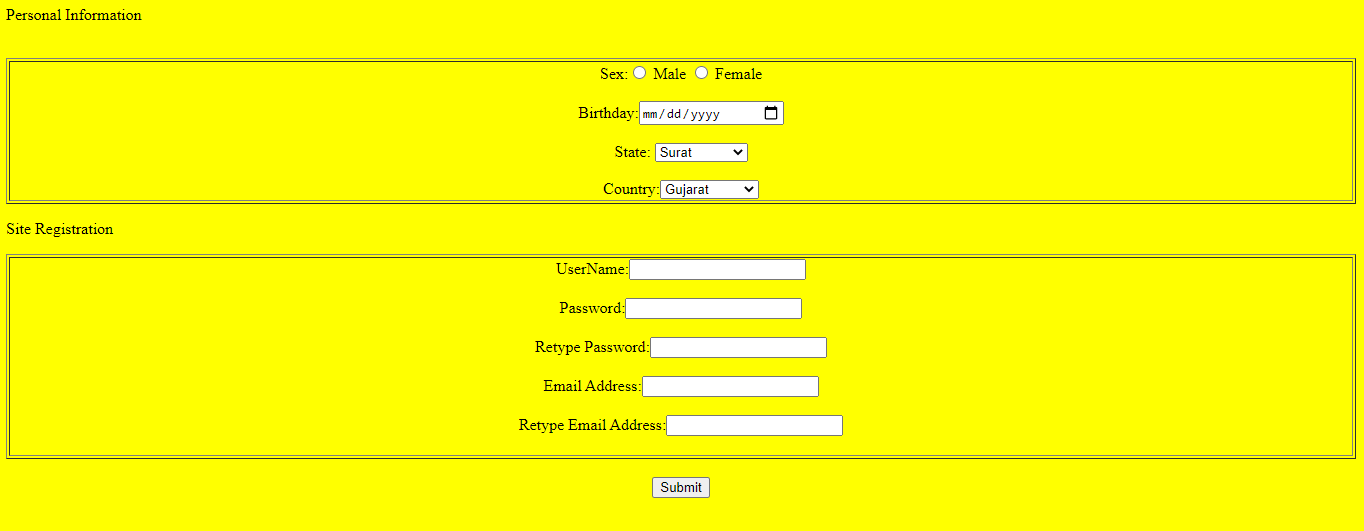 Personal Information
Sex: Male Female
Birthday: mm/dd/yyyy
State: Surat
Country: Gujarat
Site Registration
UserName:
Password:
Retype Password:
Email Address:
Retype Email Address:
Submit